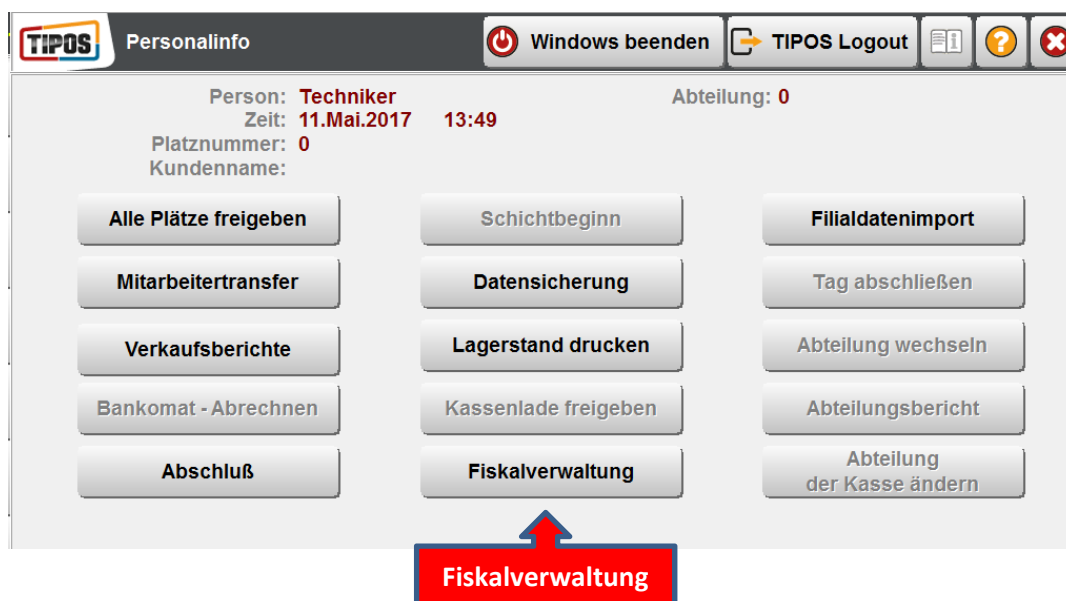 TIPOS Personalinfo Windows beenden TIPOS Logout
Person: Techniker Abteilung: 0
Zeit: 11.Mai.2017 13:49
Platznummer: 0
Kundenname:
Alle Plätze freigeben Schichtbeginn Filialdatenimport
Mitarbeitertransfer Datensicherung Tag abschließen
Verkaufsberichte Lagerstand drucken Abteilung wechseln
Bankomat - Abrechnen Kassenlade freigeben Abteilungsbericht
Abschluß Fiskalverwaltung Abteilung
der Kasse ändern
Fiskalverwaltung